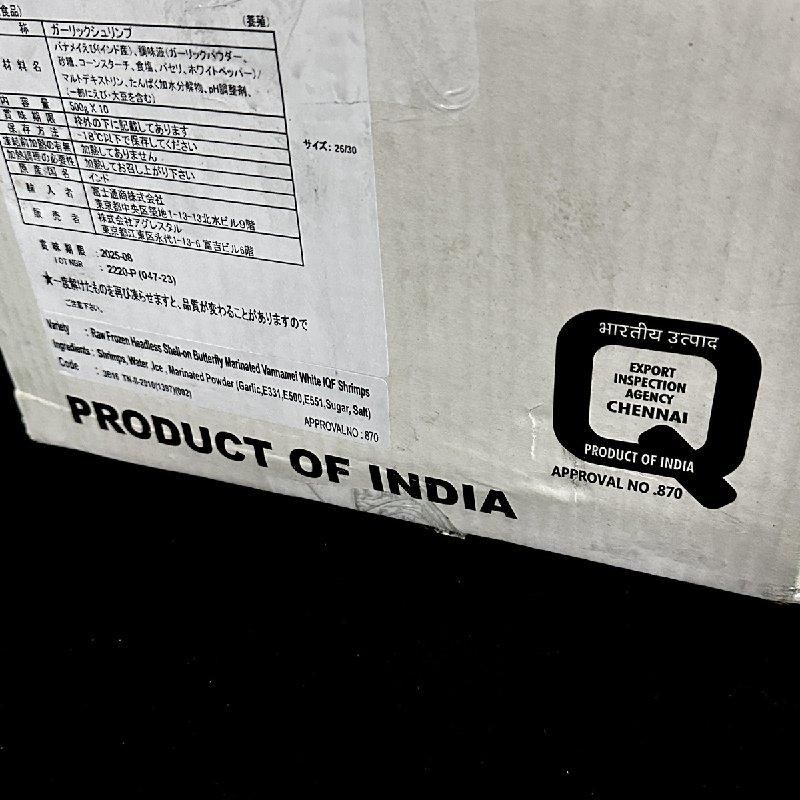 食品)
(養殖)
称 ガーリックシュリンプ
材料名 バナメイえび(インド産)、調味液(ガーリックパウダー、
砂糖、コーンスターチ、食塩、パセリ、ホワイトペッパー)/
マルトデキストリン、たんぱく加水分解物、pH調整剤、
(一部にえび・大豆を含む)
内容量 500g X 10
賞味期限 枠外の下に記載してあります
保存方法 -18℃以下で保存してください
凍結前加熱の有無 加熱してありません
加熱調理の必要性 加熱してお召し上がり下さい
原産国名 インド
輸入者 冨士通商株式会社
東京都中央区築地1-13-13北水ビル9階
販売者 株式会社アグレスタル
東京都江東区永代1-13-6 富吉ビル6階
サイズ: 26/30
賞味期限 : 2025-08
LOT NBR : 2220-P (047-23)
★一度解けたものを再び凍らせますと、品質が変わることがありますので
ご注意下さい。
Variety : Raw Frozen Headless Shell-on Butterfly Marinated Vannamei White IQF Shrimps
Ingredients : Shrimps, Water, Ice, Marinated Powder (Garlic,E331,E500,E551,Sugar, Salt)
Code :
APPROVAL NO : 870
PRODUCT OF INDIA
भारतीय उत्पाद
EXPORT
INSPECTION
AGENCY
CHENNAI
PRODUCT OF INDIA
APPROVAL NO .870